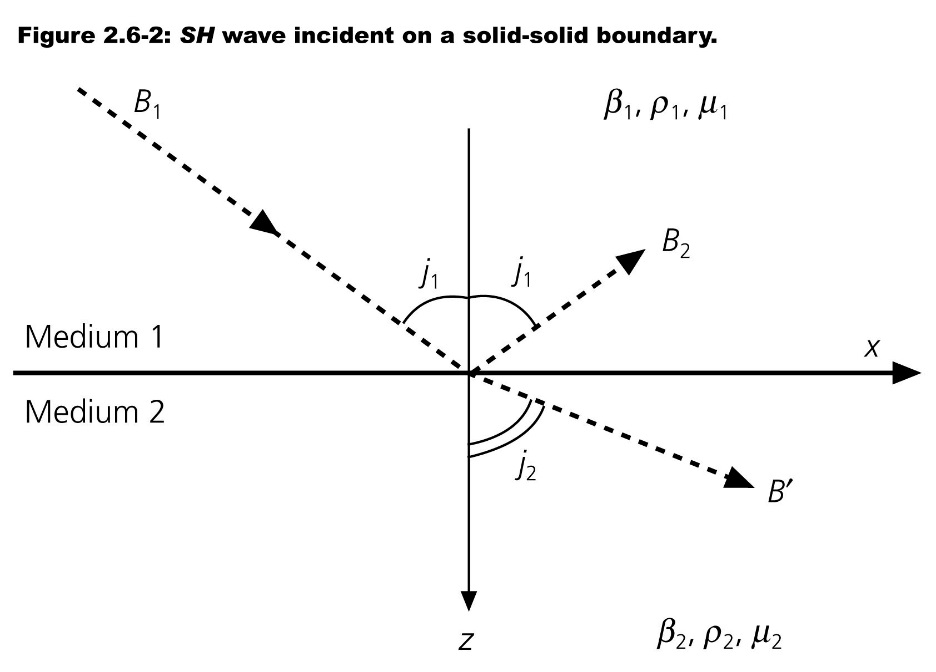 Figure 2.6-2: SH wave incident on a solid-solid boundary.
B₁
β₁, ρ₁, μ₁
B₂
j₁
j₁
Medium 1
x
Medium 2
j₂
B′
z
β₂, ρ₂, μ₂